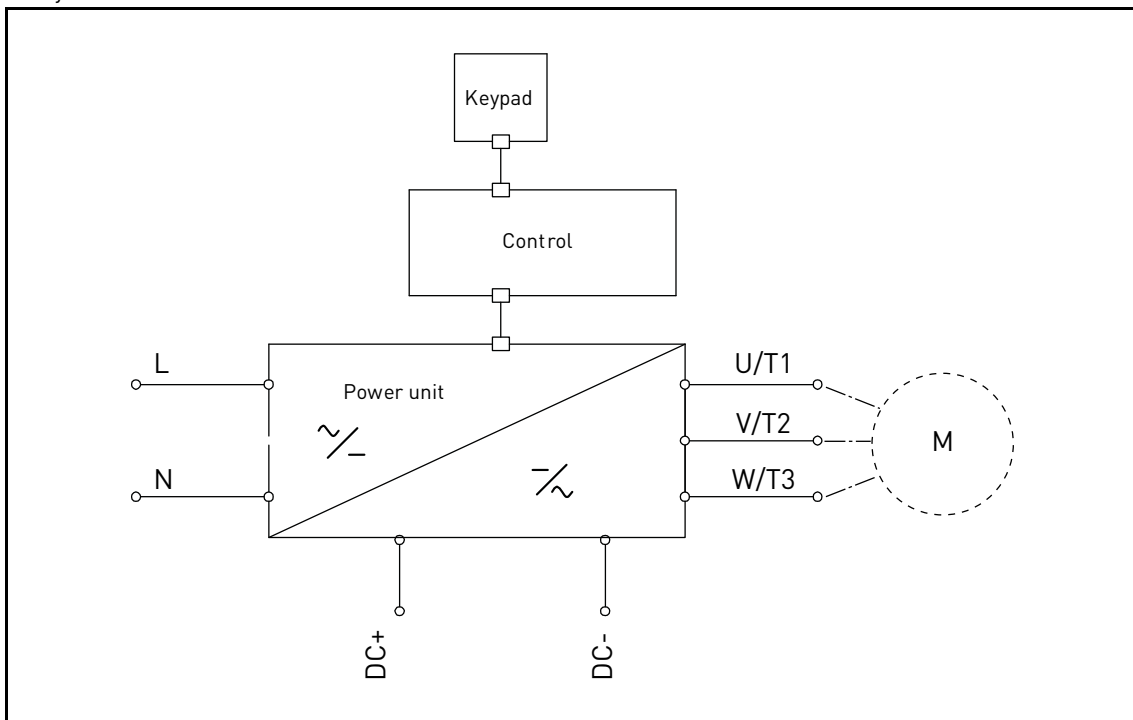 Keypad
Control
L
Power unit
U/T1
V/T2
M
N
W/T3
DC+
DC-